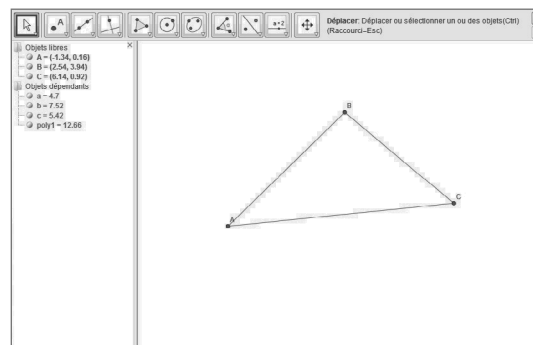 A
α
a=2
Déplacer: Déplacer ou sélectionner un ou des objets(Ctrl)
(Raccourci=Esc)
Objets libres
A = (-1.34, 0.16)
B = (2.54, 3.94)
C = (6.14, 0.92)
Objets dépendants
a = 4.7
b = 7.52
c = 5.42
poly1 = 12.66
B
C
A